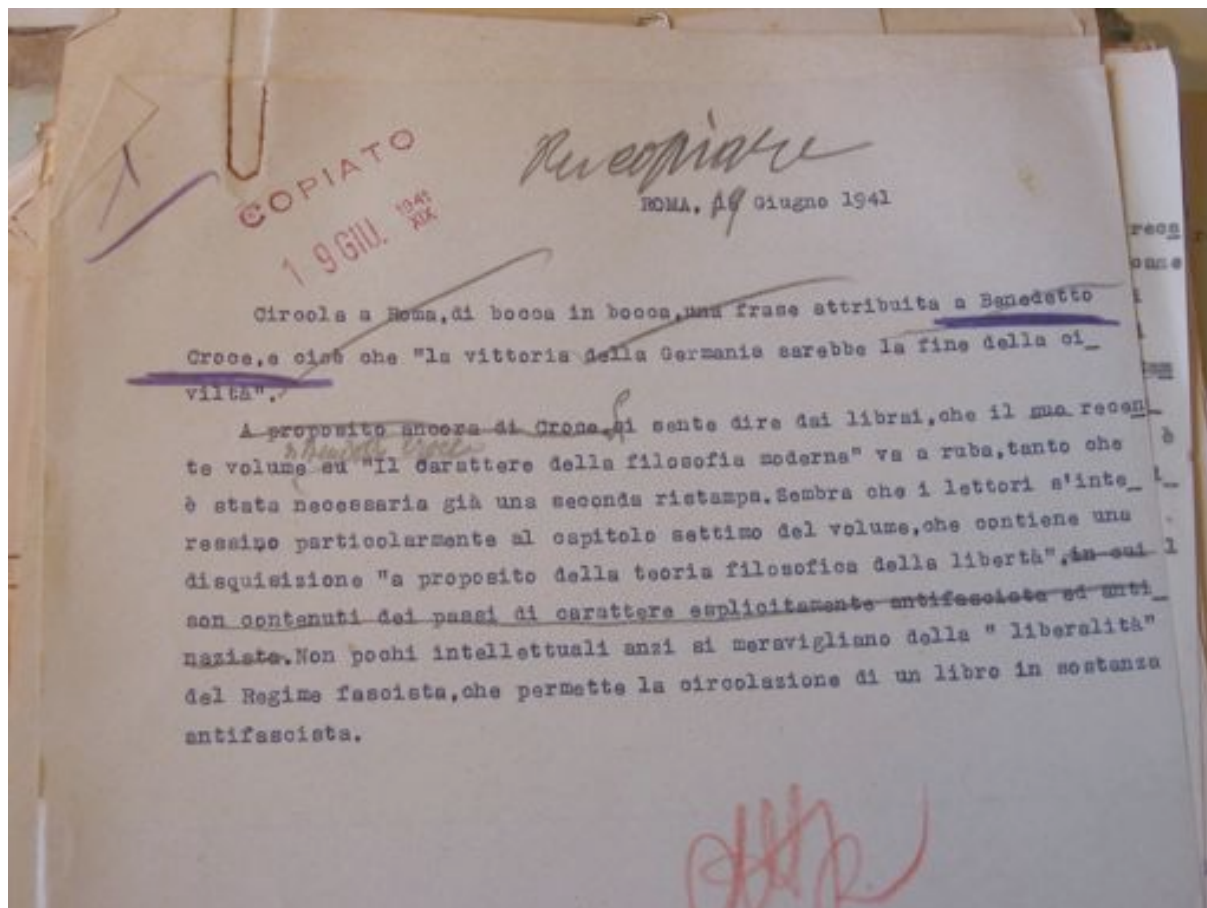 1
COPIATO
19 GIU. 1941
XIX
Ricopiare
ROMA, 19 Giugno 1941
Circola a Roma,di bocca in bocca,una frase attribuita a Benedetto
Croce,e cioè che "la vittoria della Germania sarebbe la fine della ci_
viltà".
A proposito ancora di Croce,si sente dire dai librai,che il suo recen_
di Benedetto Croce
te volume su "Il carattere della filosofia moderna" va a ruba,tanto che
è stata necessaria già una seconda ristampa.Sembra che i lettori s'inte_
ressino particolarmente al capitolo settimo del volume,che contiene una
disquisizione "a proposito della teoria filosofica della libertà",in cui
son contenuti dei passi di carattere esplicitamente antifascista ed anti_
nazista.Non pochi intellettuali anzi si meravigliano della " liberalità"
del Regime fascista,che permette la circolazione di un libro in sostanza
antifascista.